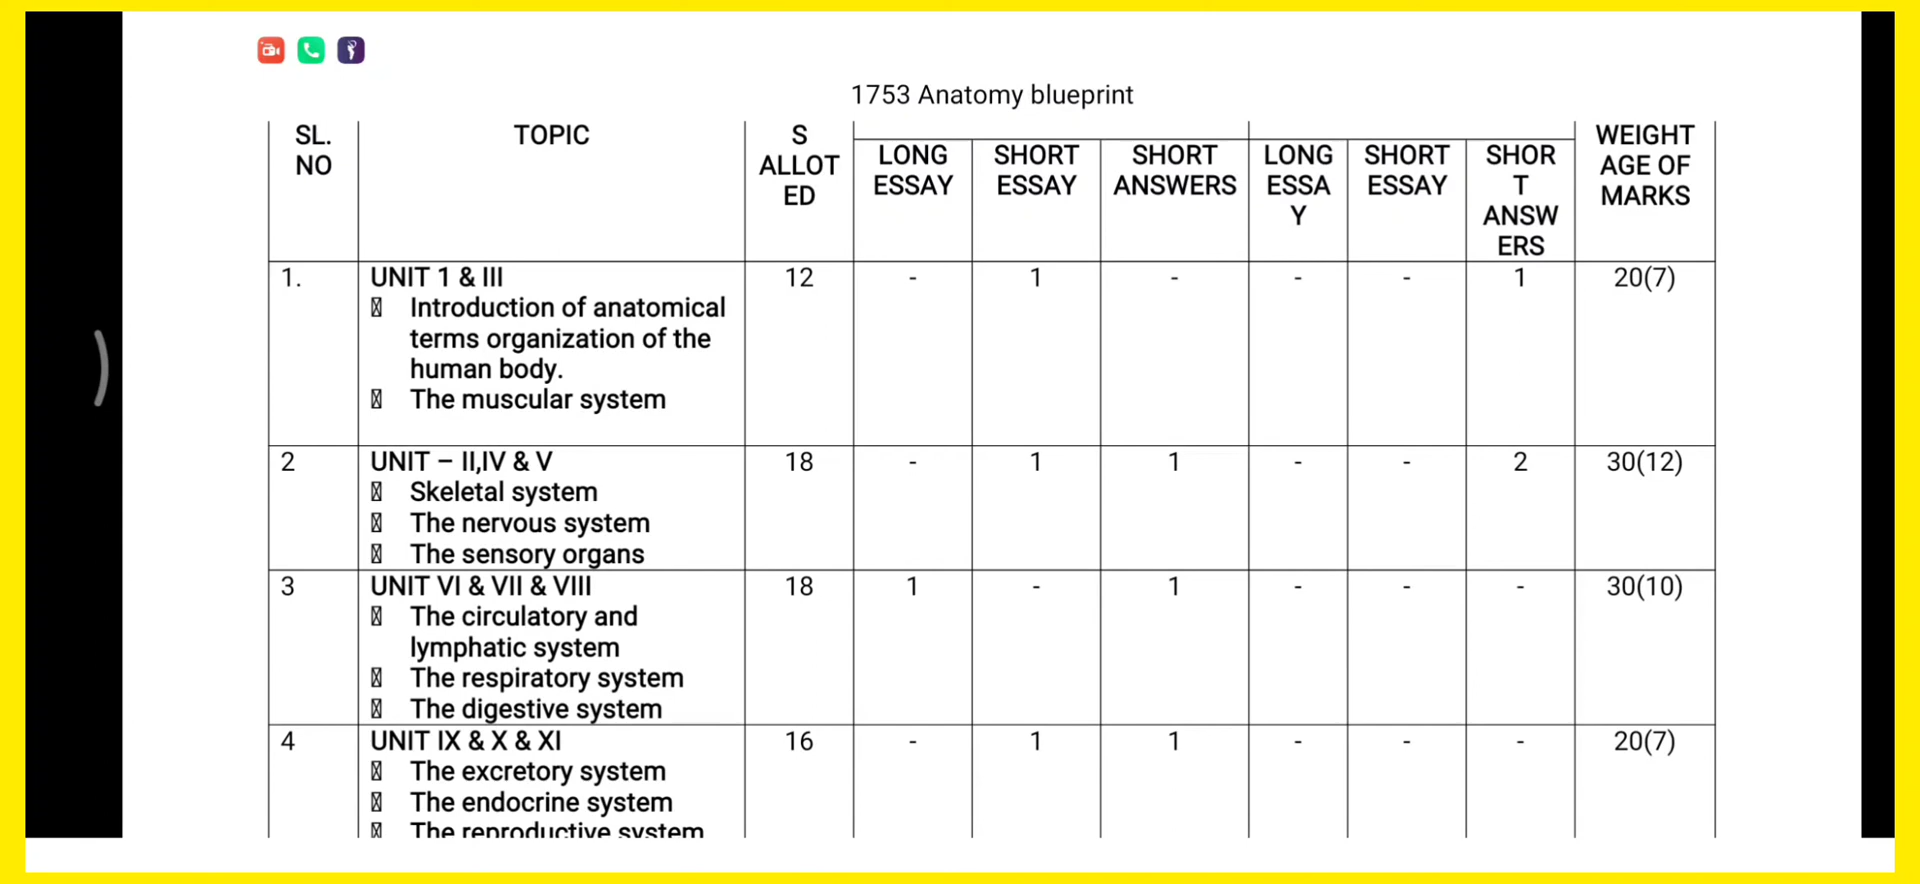 1753 Anatomy blueprint
SL. NO | TOPIC | S ALLOT ED | LONG ESSAY | SHORT ESSAY | SHORT ANSWERS | LONG ESSA Y | SHORT ESSAY | SHOR T ANSW ERS | WEIGHT AGE OF MARKS
1. | UNIT 1 & III | 12 | - | 1 | - | - | - | 1 | 20(7)
Introduction of anatomical
terms organization of the
human body.
The muscular system
2 | UNIT – II,IV & V | 18 | - | 1 | 1 | - | - | 2 | 30(12)
Skeletal system
The nervous system
The sensory organs
3 | UNIT VI & VII & VIII | 18 | 1 | - | 1 | - | - | - | 30(10)
The circulatory and
lymphatic system
The respiratory system
The digestive system
4 | UNIT IX & X & XI | 16 | - | 1 | 1 | - | - | - | 20(7)
The excretory system
The endocrine system
The reproductive system